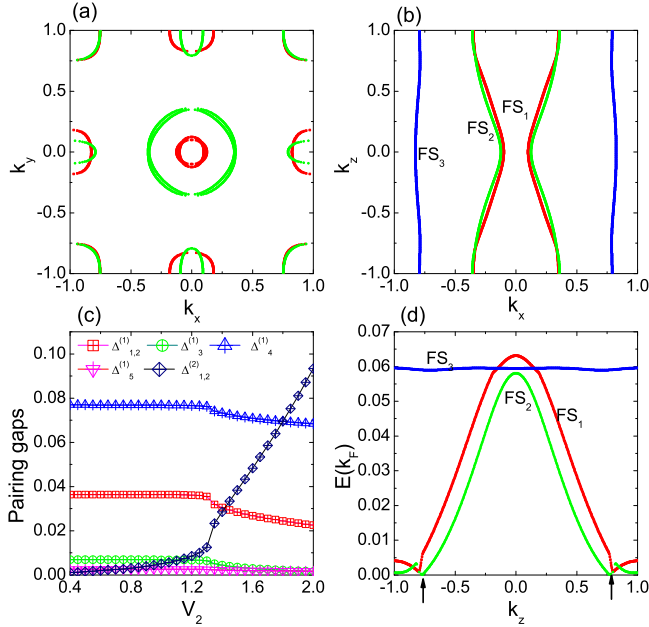 (a)
1.0
0.5
0.0
-0.5
-1.0
k_y
-1.0 -0.5 0.0 0.5 1.0
k_x
(b)
1.0
0.5
0.0
-0.5
-1.0
k_z
FS_1
FS_2
FS_3
-1.0 -0.5 0.0 0.5 1.0
k_x
(c)
0.10
0.08
0.06
0.04
0.02
0.00
Pairing gaps
Δ^(1)_1,2 Δ^(1)_3 Δ^(1)_4
Δ^(1)_5 Δ^(2)_1,2
0.4 0.8 1.2 1.6 2.0
V_2
(d)
0.07
0.06
0.05
0.04
0.03
0.02
0.01
0.00
E(k_F)
FS_3
FS_2
FS_1
-1.0 -0.5 0.0 0.5 1.0
k_z